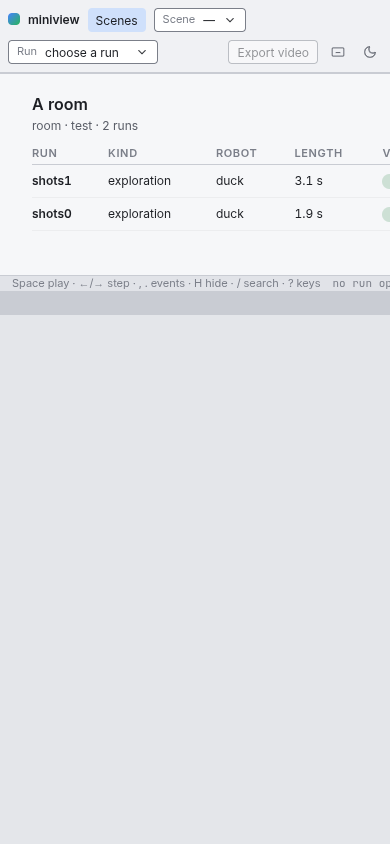 miniview Scenes Scene —
Run choose a run Export video
A room
room · test · 2 runs
RUN KIND ROBOT LENGTH
shots1 exploration duck 3.1 s
shots0 exploration duck 1.9 s
Space play · ←/→ step · , . events · H hide · / search · ? keys no run op